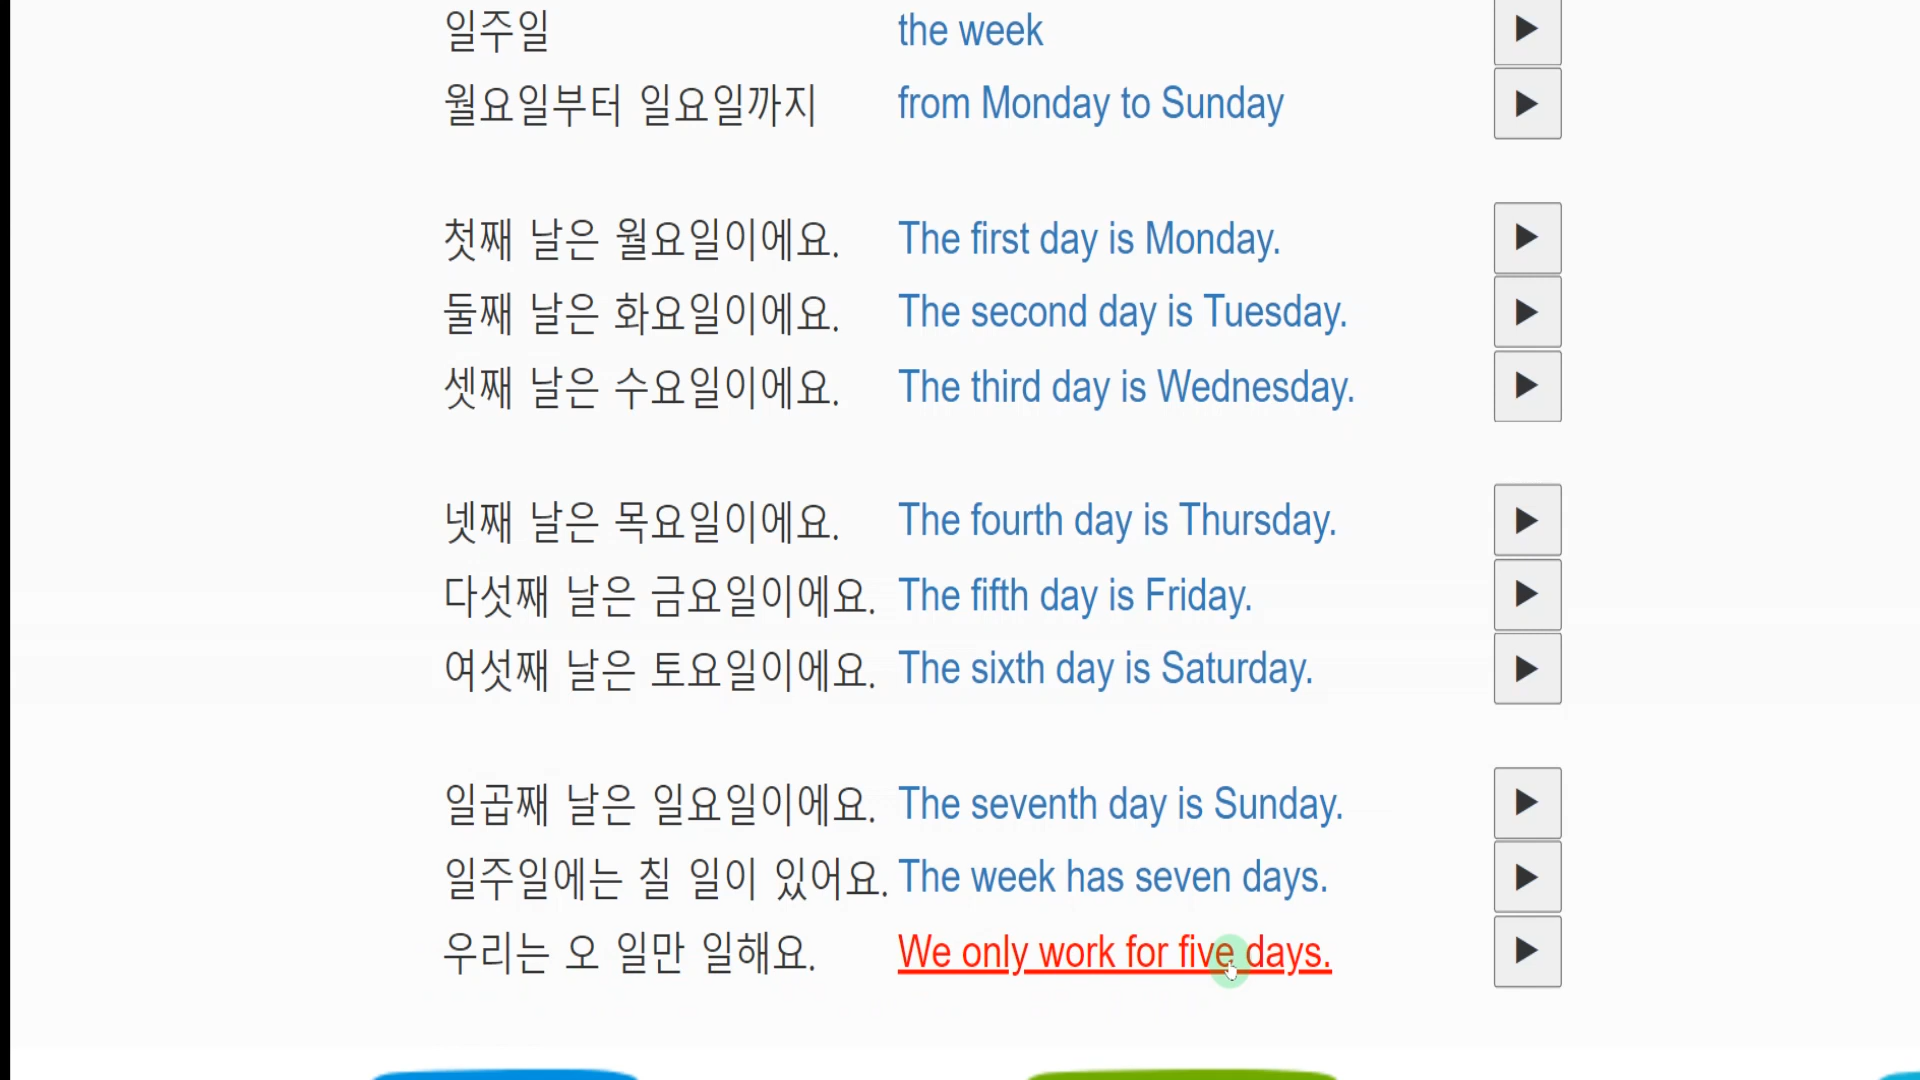 일주일 the week
월요일부터 일요일까지 from Monday to Sunday
첫째 날은 월요일이에요. The first day is Monday.
둘째 날은 화요일이에요. The second day is Tuesday.
셋째 날은 수요일이에요. The third day is Wednesday.
넷째 날은 목요일이에요. The fourth day is Thursday.
다섯째 날은 금요일이에요. The fifth day is Friday.
여섯째 날은 토요일이에요. The sixth day is Saturday.
일곱째 날은 일요일이에요. The seventh day is Sunday.
일주일에는 칠 일이 있어요. The week has seven days.
우리는 오 일만 일해요. We only work for five days.